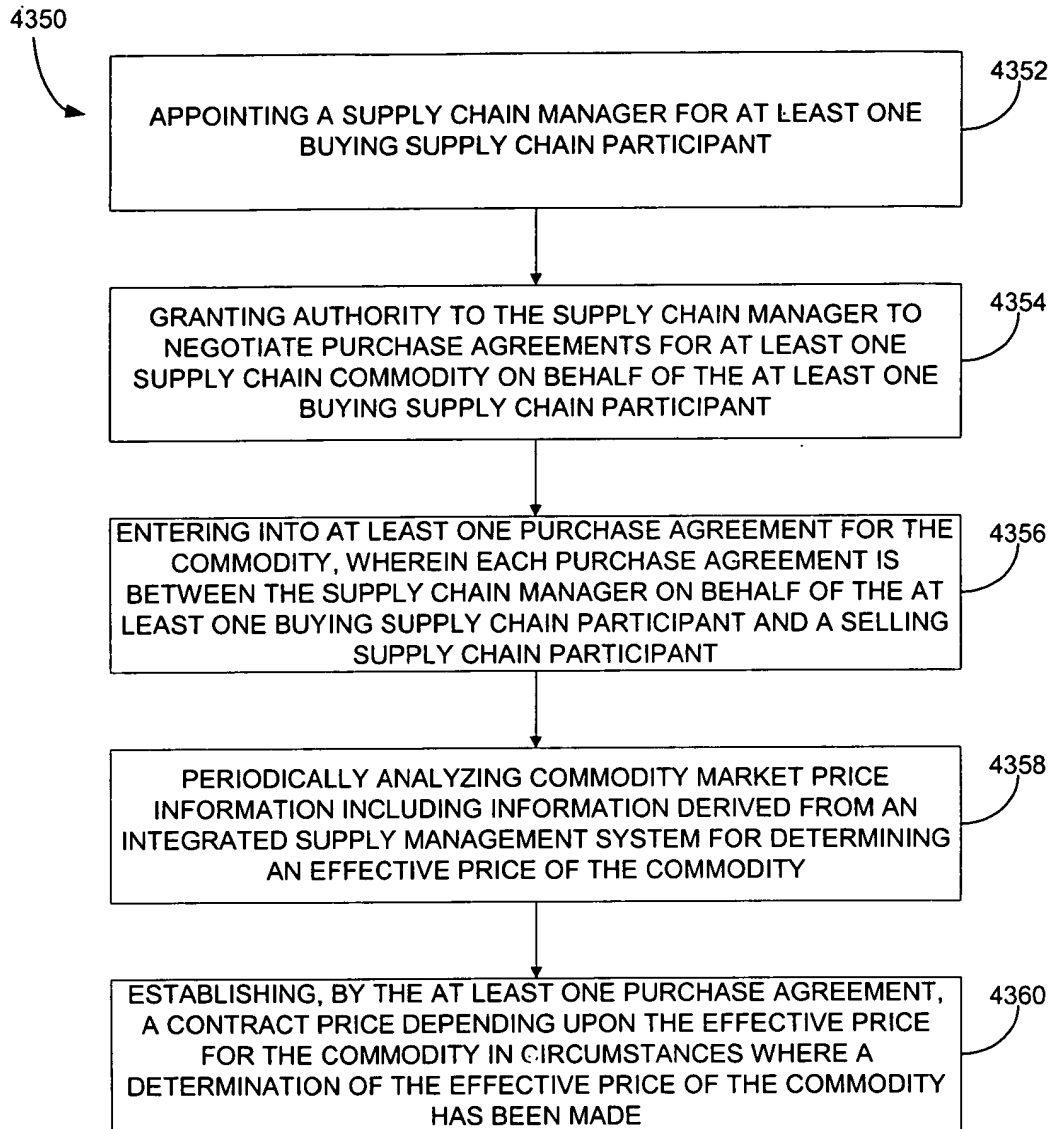 4350
APPOINTING A SUPPLY CHAIN MANAGER FOR AT LEAST ONE
BUYING SUPPLY CHAIN PARTICIPANT
4352
GRANTING AUTHORITY TO THE SUPPLY CHAIN MANAGER TO
NEGOTIATE PURCHASE AGREEMENTS FOR AT LEAST ONE
SUPPLY CHAIN COMMODITY ON BEHALF OF THE AT LEAST ONE
BUYING SUPPLY CHAIN PARTICIPANT
4354
ENTERING INTO AT LEAST ONE PURCHASE AGREEMENT FOR THE
COMMODITY, WHEREIN EACH PURCHASE AGREEMENT IS
BETWEEN THE SUPPLY CHAIN MANAGER ON BEHALF OF THE AT
LEAST ONE BUYING SUPPLY CHAIN PARTICIPANT AND A SELLING
SUPPLY CHAIN PARTICIPANT
4356
PERIODICALLY ANALYZING COMMODITY MARKET PRICE
INFORMATION INCLUDING INFORMATION DERIVED FROM AN
INTEGRATED SUPPLY MANAGEMENT SYSTEM FOR DETERMINING
AN EFFECTIVE PRICE OF THE COMMODITY
4358
ESTABLISHING, BY THE AT LEAST ONE PURCHASE AGREEMENT,
A CONTRACT PRICE DEPENDING UPON THE EFFECTIVE PRICE
FOR THE COMMODITY IN CIRCUMSTANCES WHERE A
DETERMINATION OF THE EFFECTIVE PRICE OF THE COMMODITY
HAS BEEN MADE
4360